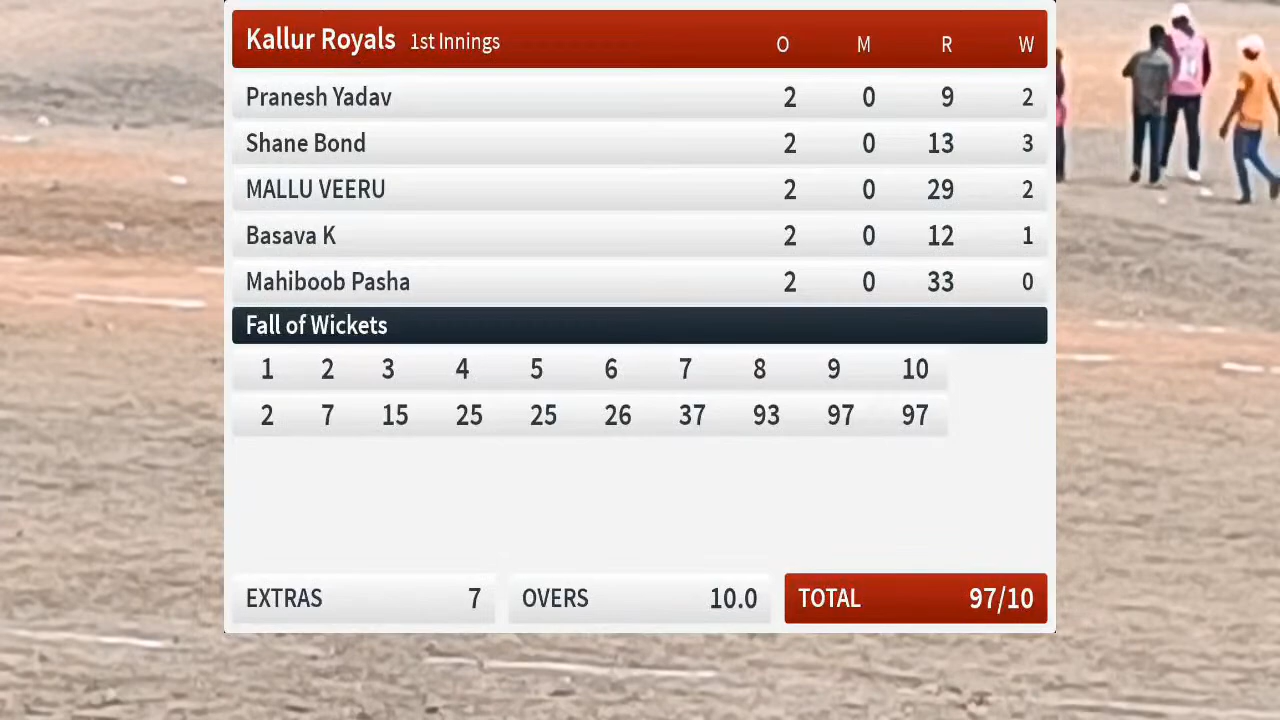 Kallur Royals 1st Innings O M R W
Pranesh Yadav 2 0 9 2
Shane Bond 2 0 13 3
MALLU VEERU 2 0 29 2
Basava K 2 0 12 1
Mahiboob Pasha 2 0 33 0
Fall of Wickets
1 2 3 4 5 6 7 8 9 10
2 7 15 25 25 26 37 93 97 97
EXTRAS 7 OVERS 10.0 TOTAL 97/10